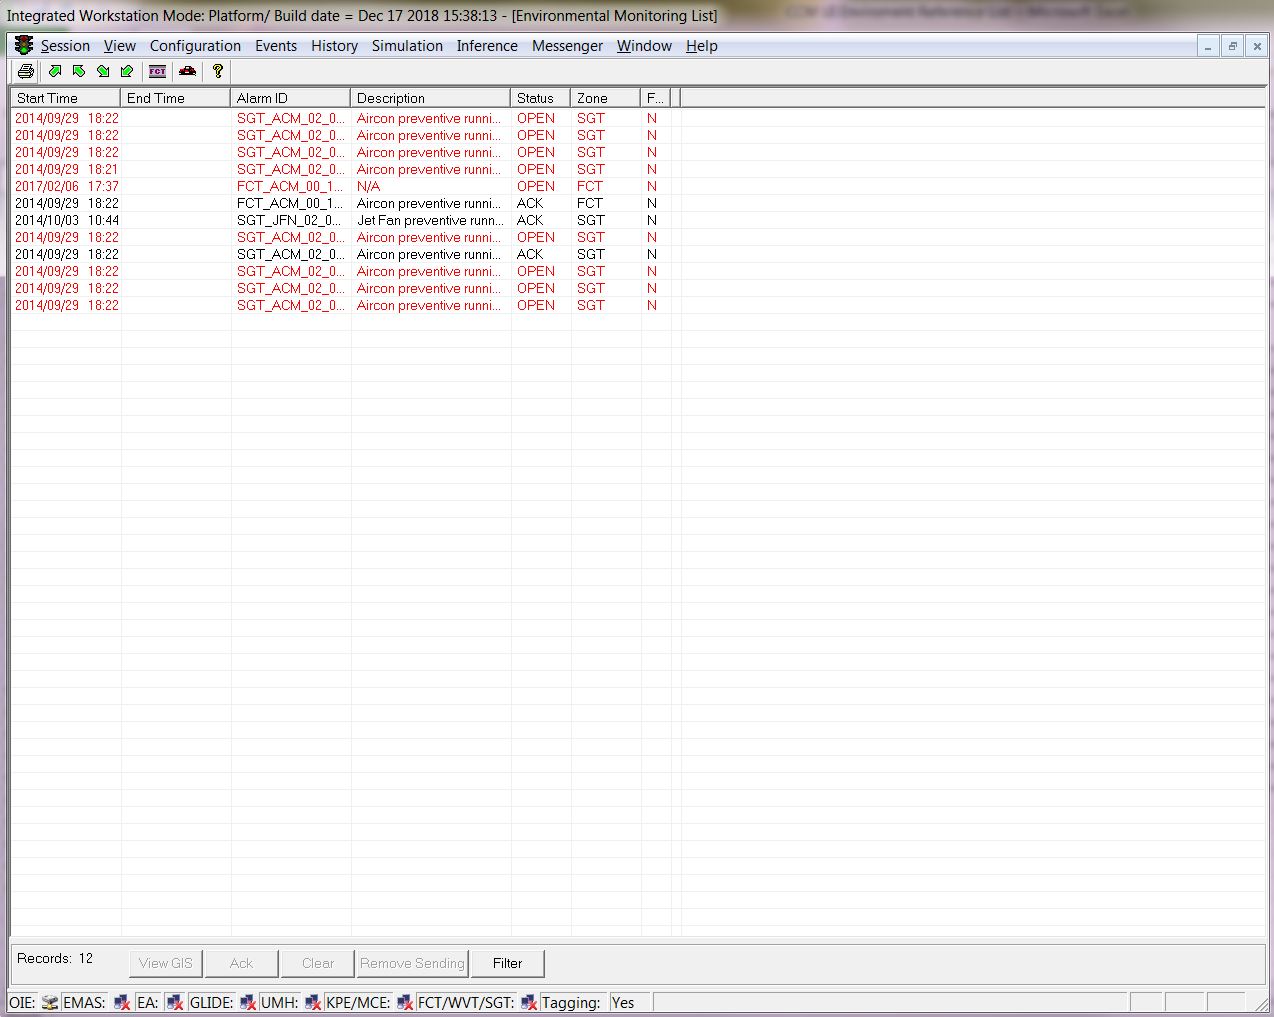 Integrated Workstation Mode: Platform/ Build date = Dec 17 2018 15:38:13 - [Environmental Monitoring List]
Session View Configuration Events History Simulation Inference Messenger Window Help
FCT ?
Start Time End Time Alarm ID Description Status Zone F...
2014/09/29 18:22 SGT_ACM_02_0... Aircon preventive runni... OPEN SGT N
2014/09/29 18:22 SGT_ACM_02_0... Aircon preventive runni... OPEN SGT N
2014/09/29 18:22 SGT_ACM_02_0... Aircon preventive runni... OPEN SGT N
2014/09/29 18:21 SGT_ACM_02_0... Aircon preventive runni... OPEN SGT N
2017/02/06 17:37 FCT_ACM_00_1... N/A OPEN FCT N
2014/09/29 18:22 FCT_ACM_00_1... Aircon preventive runni... ACK FCT N
2014/10/03 10:44 SGT_JFN_02_0... Jet Fan preventive runn... ACK SGT N
2014/09/29 18:22 SGT_ACM_02_0... Aircon preventive runni... OPEN SGT N
2014/09/29 18:22 SGT_ACM_02_0... Aircon preventive runni... ACK SGT N
2014/09/29 18:22 SGT_ACM_02_0... Aircon preventive runni... OPEN SGT N
2014/09/29 18:22 SGT_ACM_02_0... Aircon preventive runni... OPEN SGT N
2014/09/29 18:22 SGT_ACM_02_0... Aircon preventive runni... OPEN SGT N
Records: 12 View GIS Ack Clear Remove Sending Filter
OIE: EMAS: EA: GLIDE: UMH: KPE/MCE: FCT/WVT/SGT: Tagging: Yes